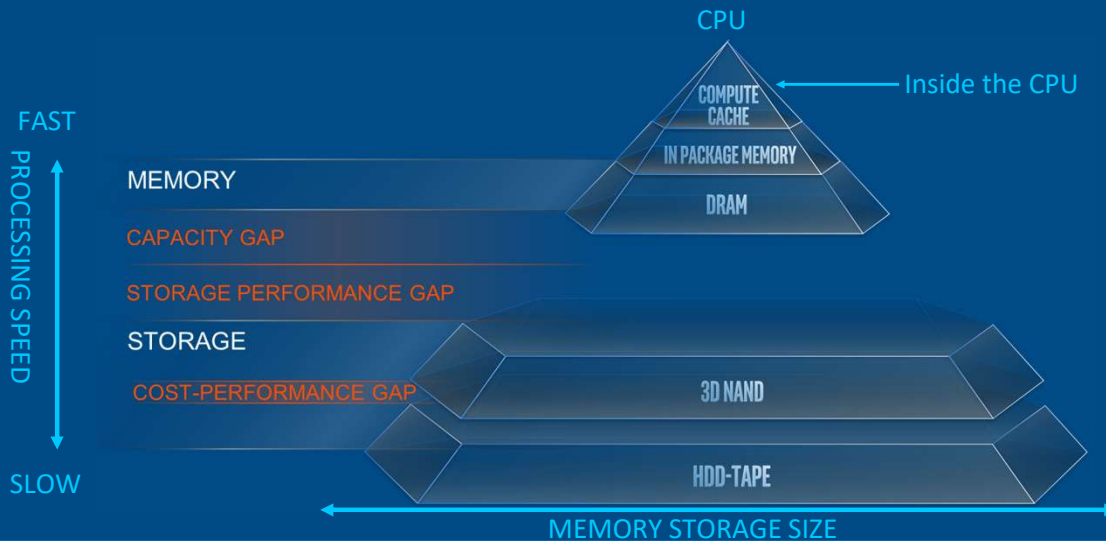 CPU
Inside the CPU
COMPUTE
CACHE
FAST
IN PACKAGE MEMORY
MEMORY
DRAM
CAPACITY GAP
STORAGE PERFORMANCE GAP
PROCESSING SPEED
STORAGE
COST-PERFORMANCE GAP
3D NAND
HDD-TAPE
SLOW
MEMORY STORAGE SIZE